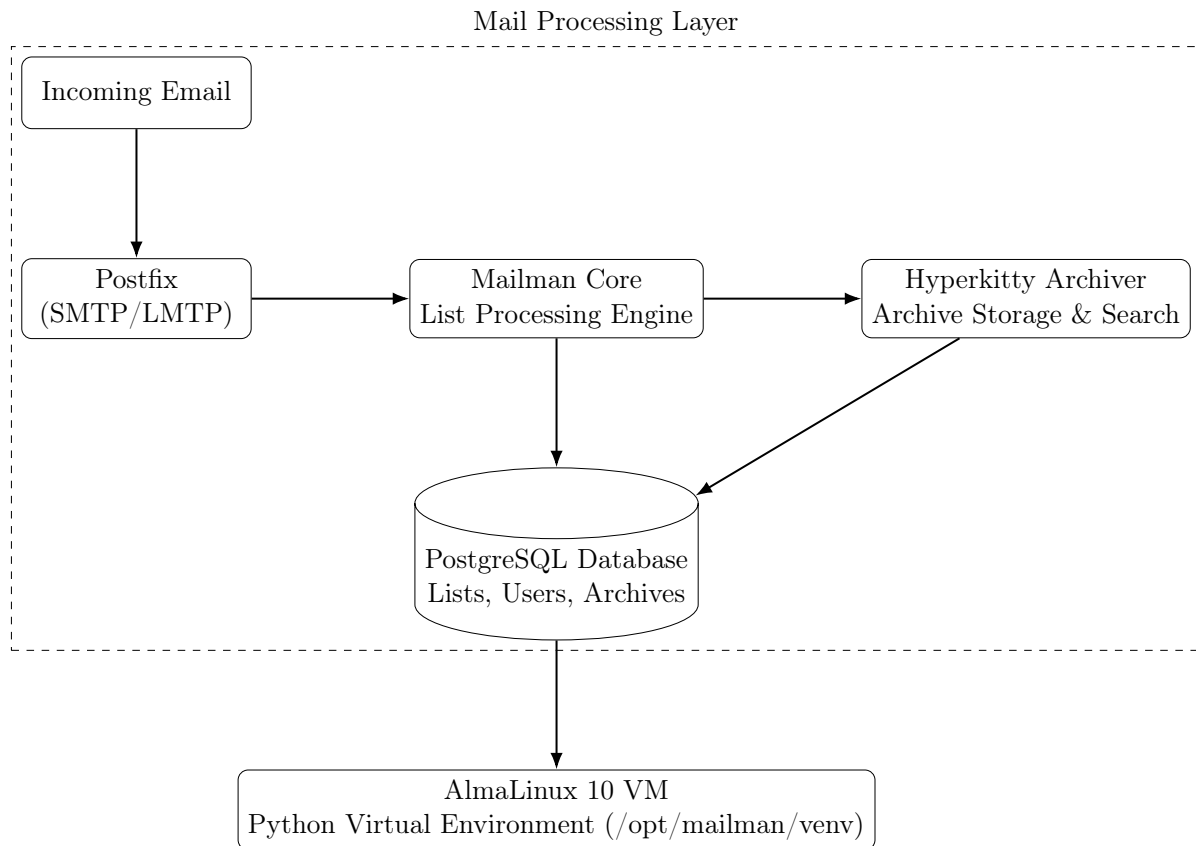 Mail Processing Layer
Incoming Email
Postfix
(SMTP/LMTP)
Mailman Core
List Processing Engine
Hyperkitty Archiver
Archive Storage & Search
PostgreSQL Database
Lists, Users, Archives
AlmaLinux 10 VM
Python Virtual Environment (/opt/mailman/venv)